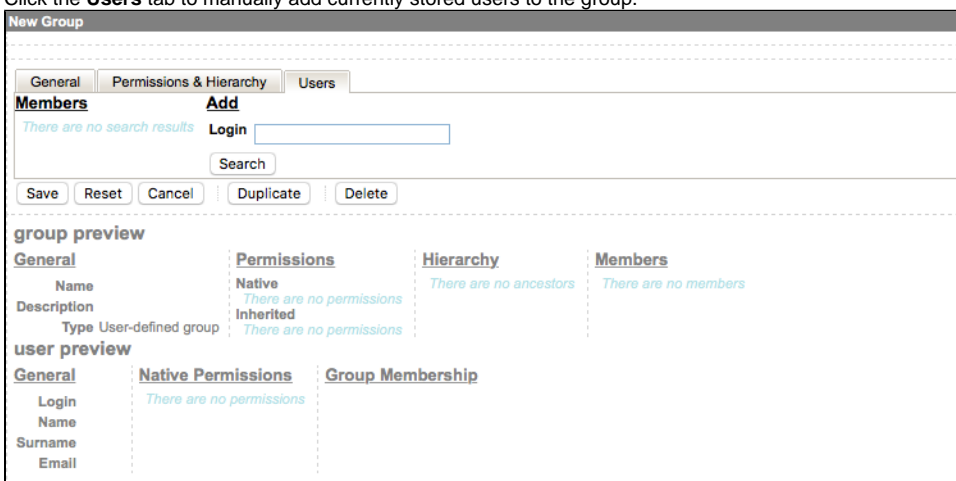 Click the Users tab to manually add currently stored users to the group.
New Group
General Permissions & Hierarchy Users
Members Add
There are no search results Login
Search
Save Reset Cancel Duplicate Delete
group preview
General Permissions Hierarchy Members
Name Native There are no ancestors There are no members
There are no permissions
Description Inherited
Type User-defined group There are no permissions
user preview
General Native Permissions Group Membership
Login There are no permissions
Name
Surname
Email